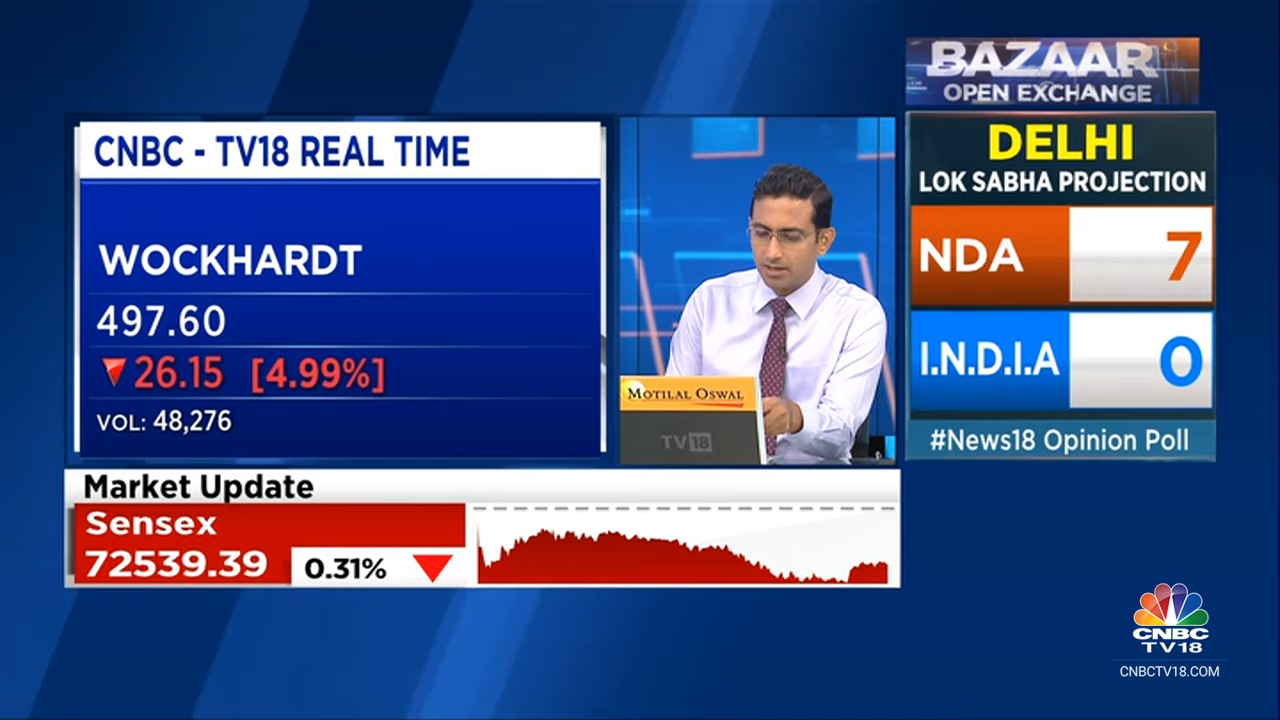 BAZAAR
OPEN EXCHANGE
CNBC - TV18 REAL TIME
WOCKHARDT
497.60
▼26.15 [4.99%]
VOL: 48,276
MOTILAL OSWAL
TV18
DELHI
LOK SABHA PROJECTION
NDA 7
I.N.D.I.A 0
#News18 Opinion Poll
Market Update
Sensex
72539.39 0.31% ▼
CNBC
TV18
CNBCTV18.COM